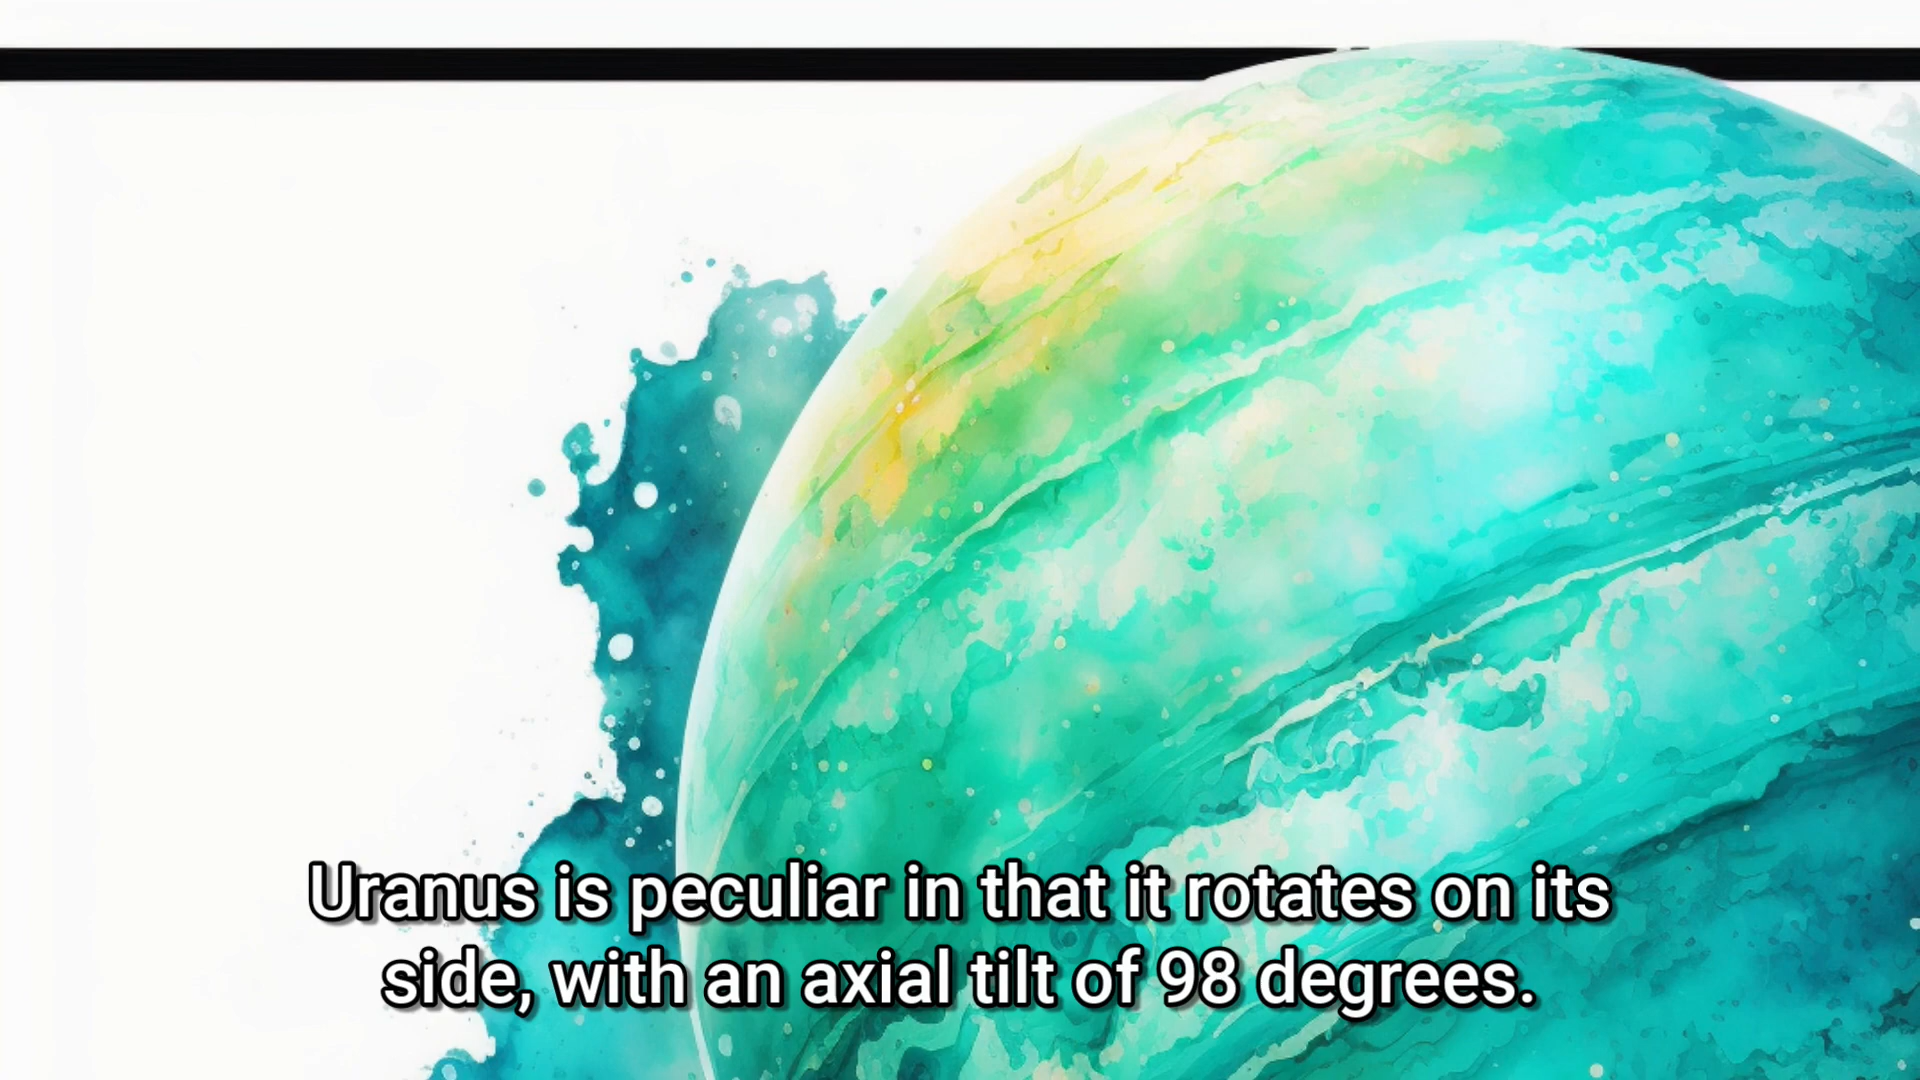 Uranus is peculiar in that it rotates on its
side, with an axial tilt of 98 degrees.